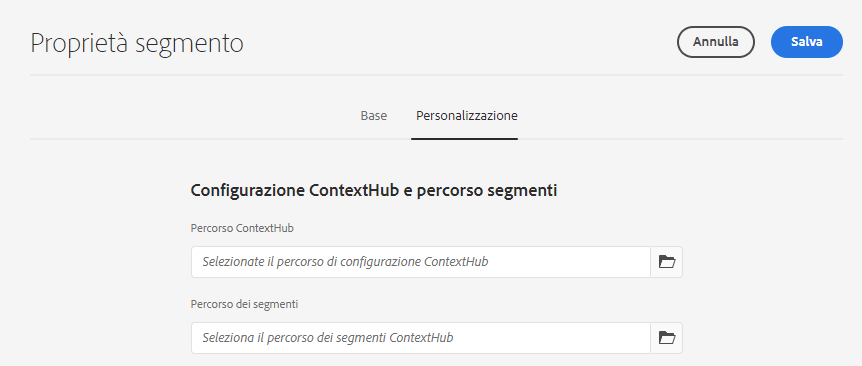 Proprietà segmento
Annulla
Salva
Base
Personalizzazione
Configurazione ContextHub e percorso segmenti
Percorso ContextHub
Selezionate il percorso di configurazione ContextHub
Percorso dei segmenti
Seleziona il percorso dei segmenti ContextHub